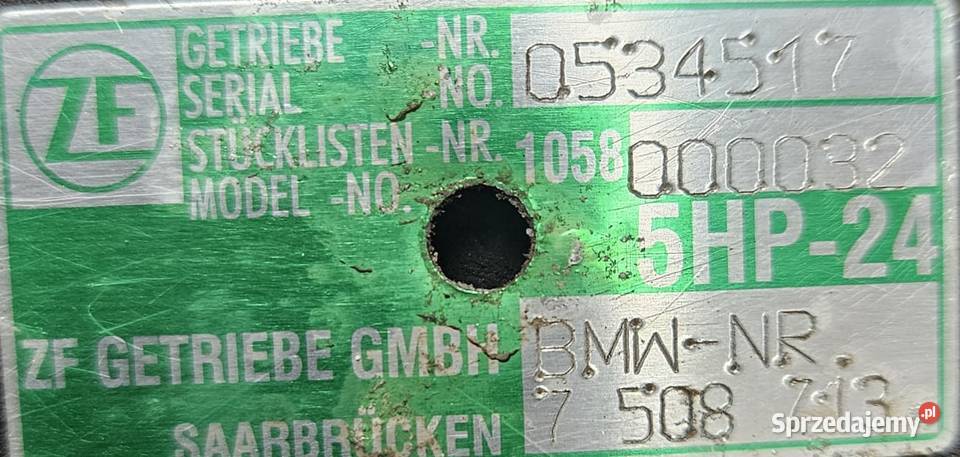 ZF
GETRIEBE -NR. 0534517
SERIAL NO.
STÜCKLISTEN -NR. 1058 000032
MODEL -NO.
5HP-24
ZF GETRIEBE GMBH BMW-NR.
7 508 713
SAARBRÜCKEN
Sprzedajemy.pl